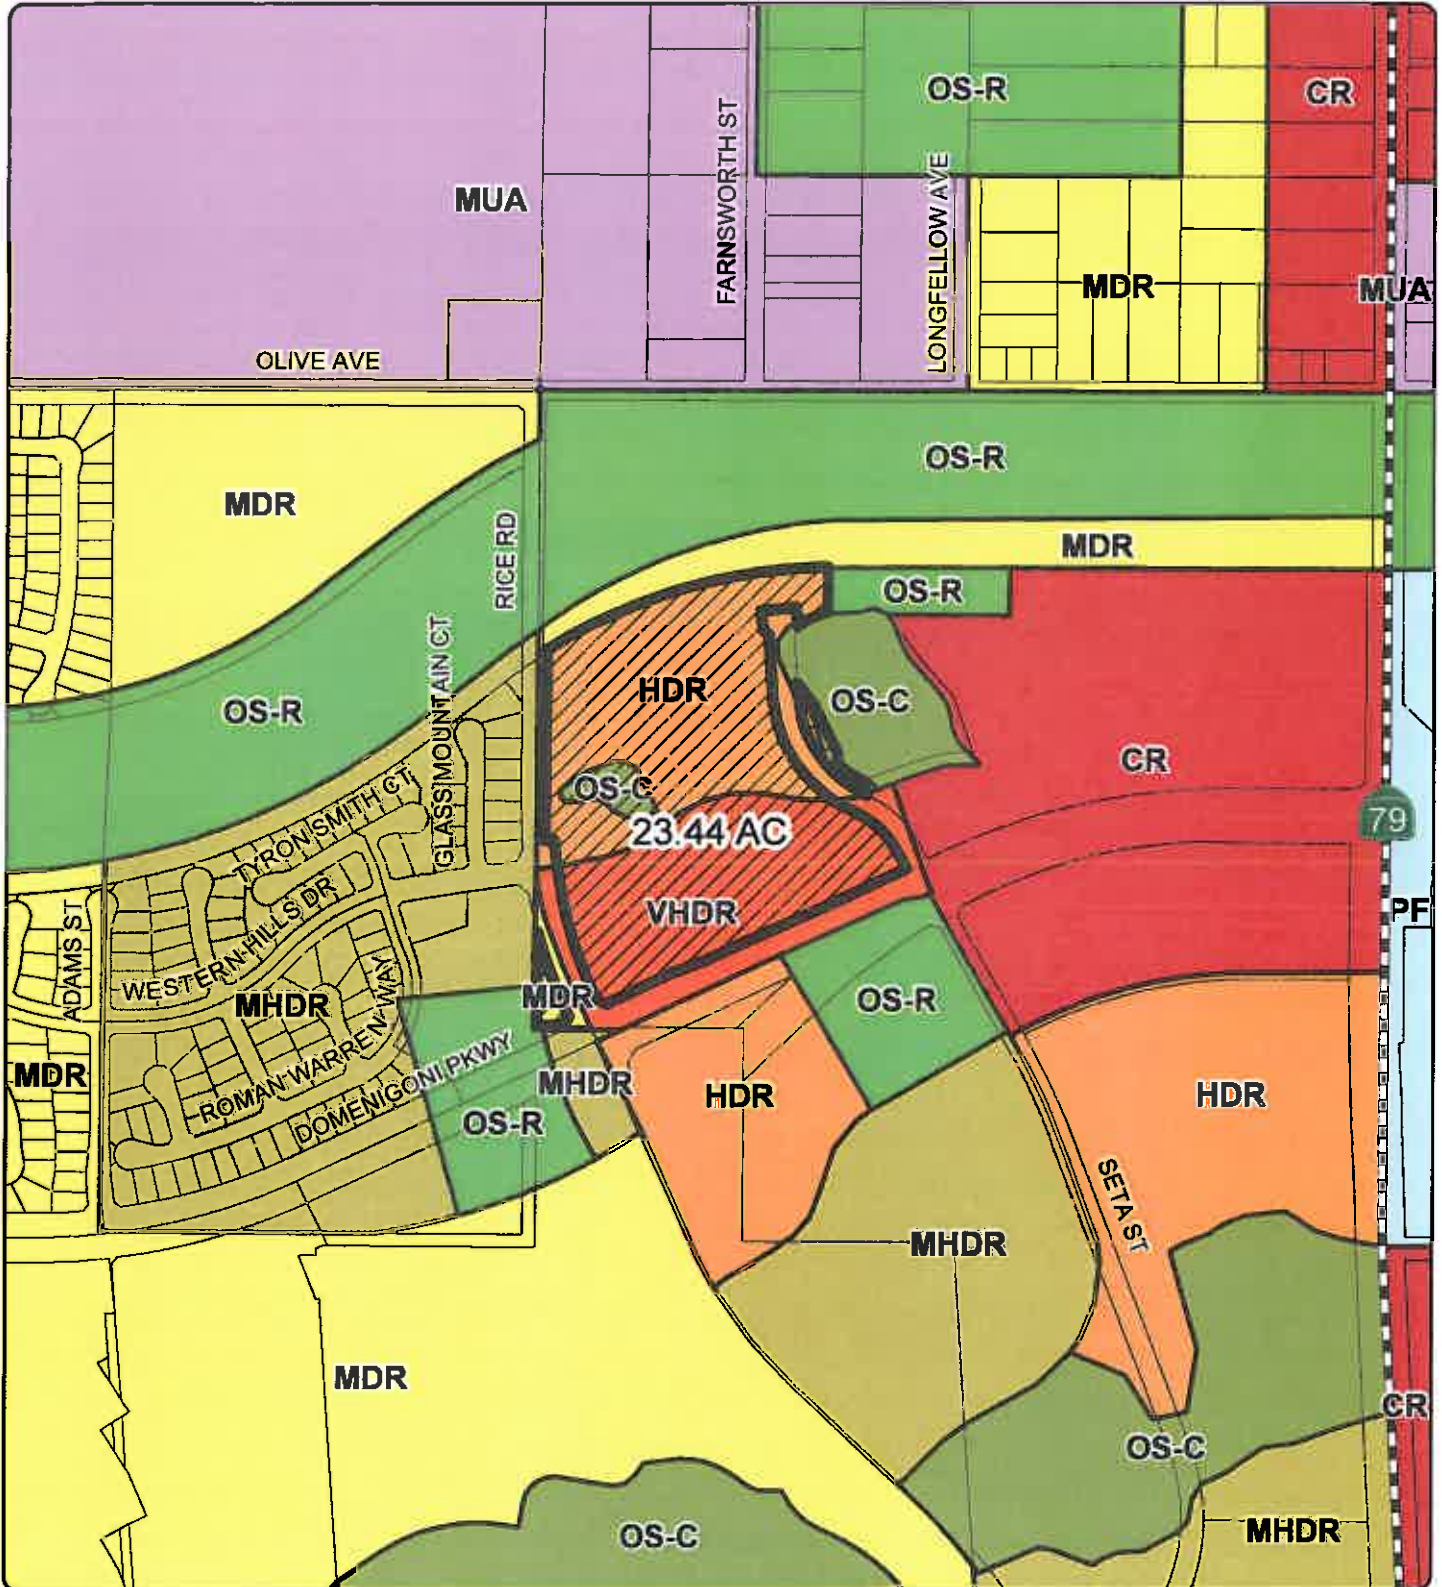 OS-R
CR
MUA
FARNSWORTH ST
LONGFELLOW AVE
MDR
MUA
OLIVE AVE
OS-R
MDR
RICE RD
MDR
OS-R
HDR
OS-C
OS-R
GLASS MOUNTAIN CT
CR
OS-C
TYRON SMITH CT
23.44 AC
79
WESTERN HILLS DR
VHDR
PF
ADAMS ST
MHDR
MDR
OS-R
ROMAN WARREN WAY
DOMENIGONI PKWY
MDR
MHDR
HDR
HDR
OS-R
SETA ST
MHDR
MDR
CR
OS-C
OS-C
MHDR